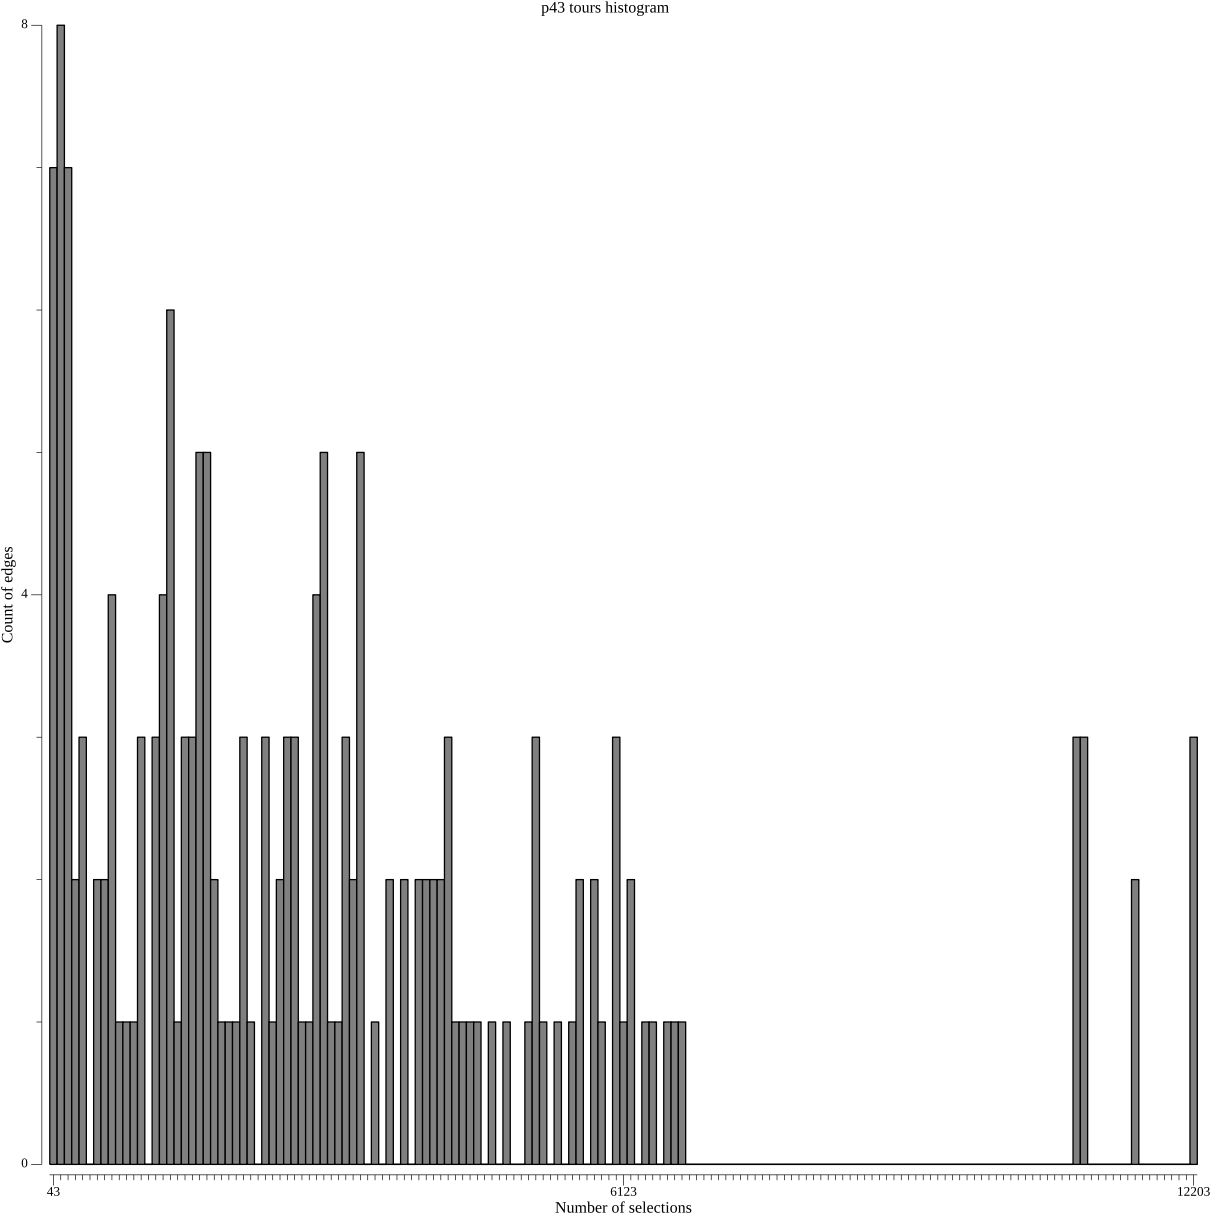 p43 tours histogram
8
4
0
Count of edges
43 6123 12203
Number of selections